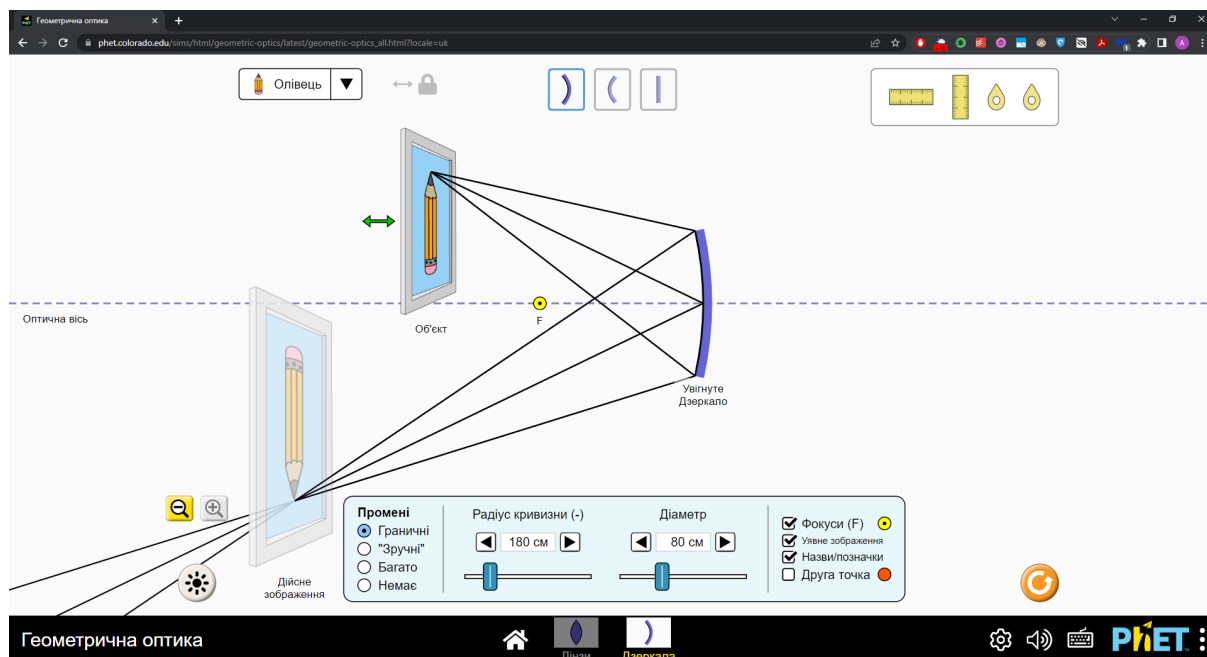 Геометрична оптика
phet.colorado.edu/sims/html/geometric-optics/latest/geometric-optics_all.html?locale=uk
Олівець
Оптична вісь
Об'єкт
F
Увігнуте
Дзеркало
Дійсне
зображення
Промені
Граничні
"Зручні"
Багато
Немає
Радіус кривизни (-)
180 см
Діаметр
80 см
Фокуси (F)
Уявне зображення
Назви/позначки
Друга точка
Геометрична оптика
Лінзи
Дзеркала
PhET